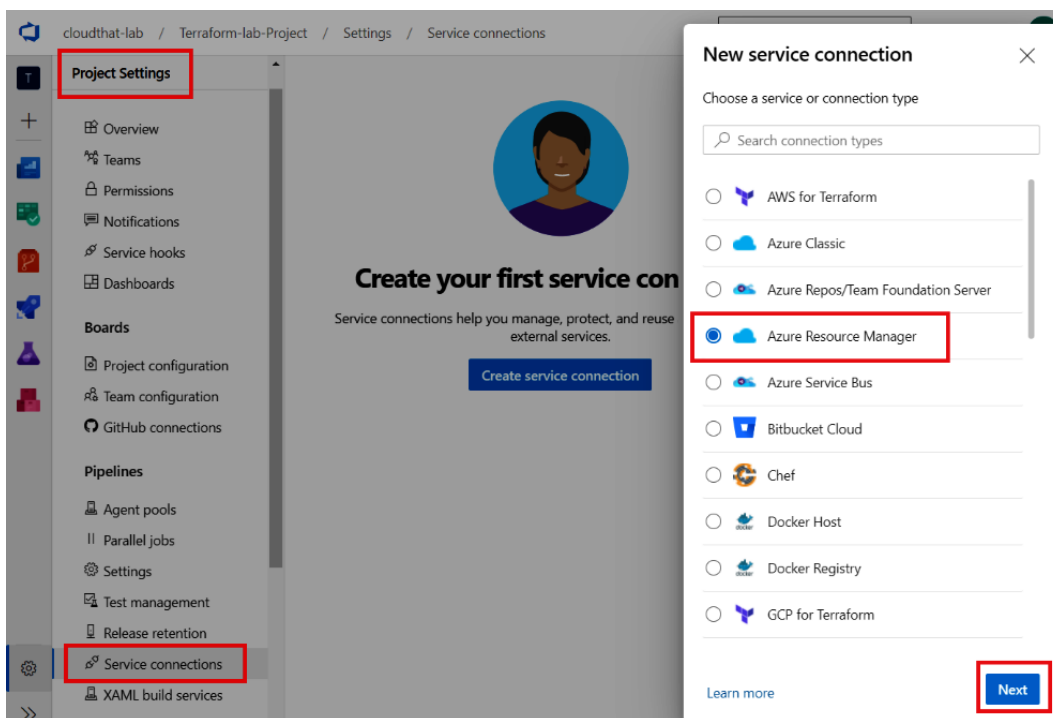 cloudthat-lab / Terraform-lab-Project / Settings / Service connections
T
Project Settings
Overview
Teams
Permissions
Notifications
Service hooks
Dashboards
Boards
Project configuration
Team configuration
GitHub connections
Pipelines
Agent pools
Parallel jobs
Settings
Test management
Release retention
Service connections
XAML build services
Create your first service con
Service connections help you manage, protect, and reuse
external services.
Create service connection
New service connection
Choose a service or connection type
Search connection types
AWS for Terraform
Azure Classic
Azure Repos/Team Foundation Server
Azure Resource Manager
Azure Service Bus
Bitbucket Cloud
Chef
docker
Docker Host
docker
Docker Registry
GCP for Terraform
Learn more
Next